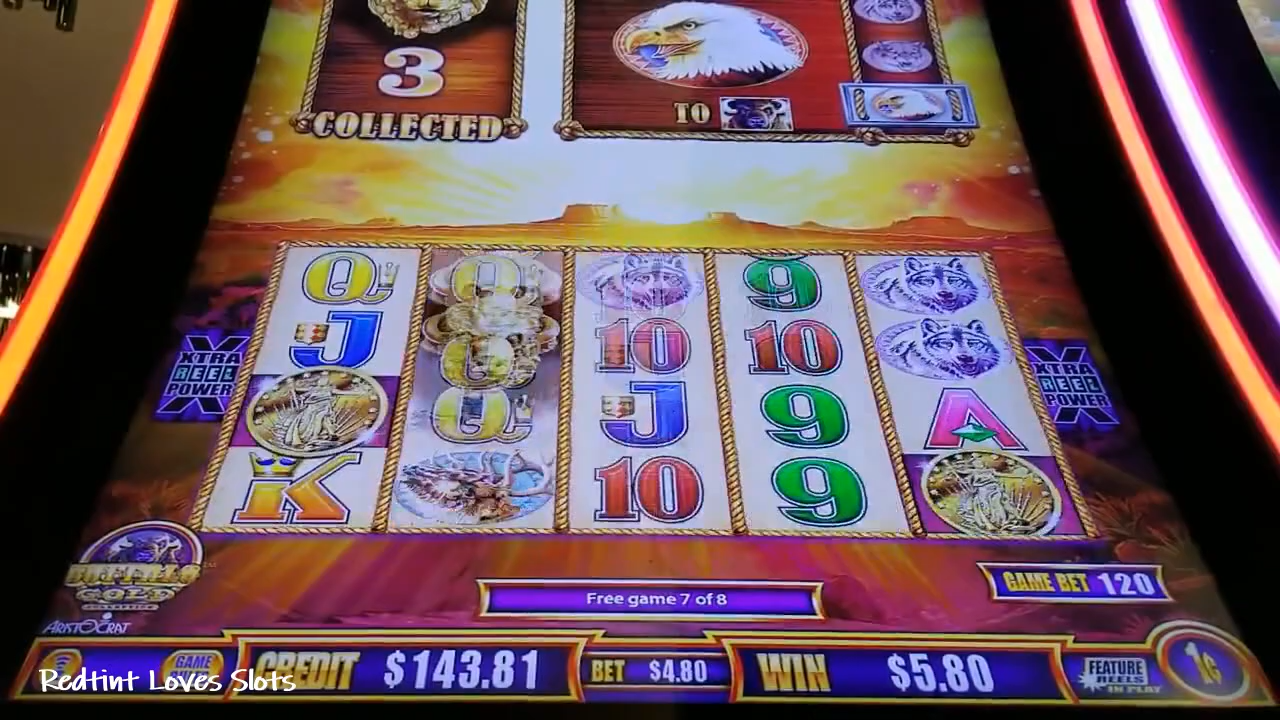 3
COLLECTED
TO
Q Q 9
J 10 10
Q J 9 A
K 10 9
XTRA
REEL
POWER
XTRA
REEL
POWER
BUFFALO
GOLD
ARISTOCRAT
Free game 7 of 8
GAME BET 120
GAME
CREDIT $143.81
BET $4.80
WIN $5.80
FEATURE
REELS
IN PLAY
1¢
Redtint Loves Slots